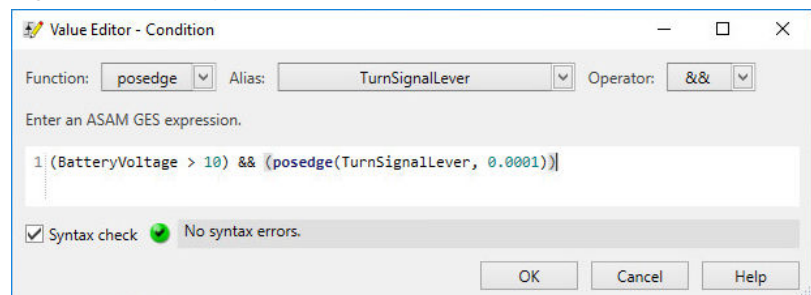 Value Editor - Condition
Function: posedge Alias: TurnSignalLever Operator: &&
Enter an ASAM GES expression.
1 (BatteryVoltage > 10) && (posedge(TurnSignalLever, 0.0001))
Syntax check No syntax errors.
OK Cancel Help